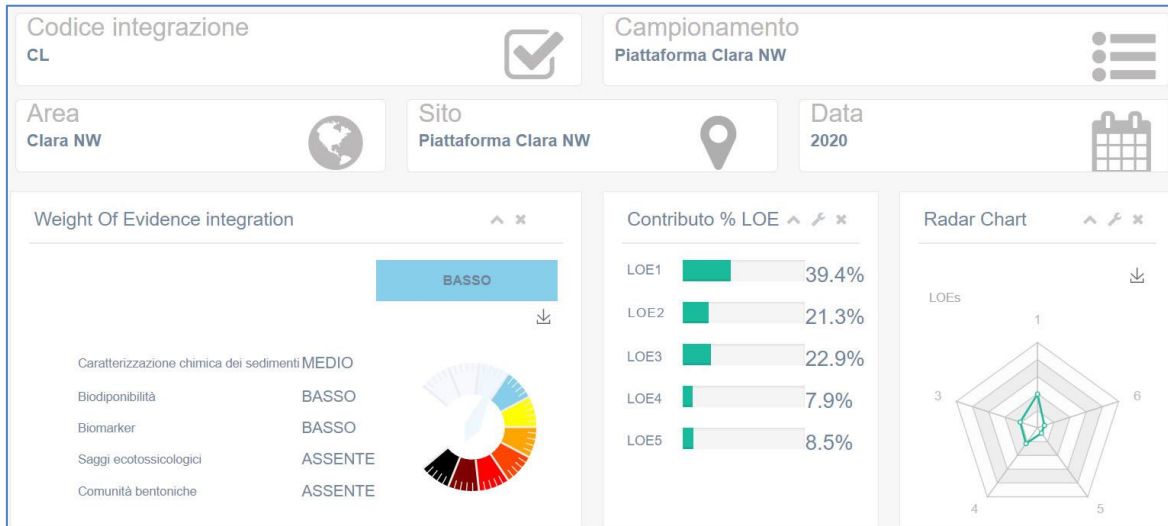 Codice integrazione
CL
Campionamento
Piattaforma Clara NW
Area
Clara NW
Sito
Piattaforma Clara NW
Data
2020
Weight Of Evidence integration
BASSO
Caratterizzazione chimica dei sedimenti MEDIO
Biodiponibilità BASSO
Biomarker BASSO
Saggi ecotossicologici ASSENTE
Comunità bentoniche ASSENTE
Contributo % LOE
LOE1 39.4%
LOE2 21.3%
LOE3 22.9%
LOE4 7.9%
LOE5 8.5%
Radar Chart
LOEs
1
3 6
4 5